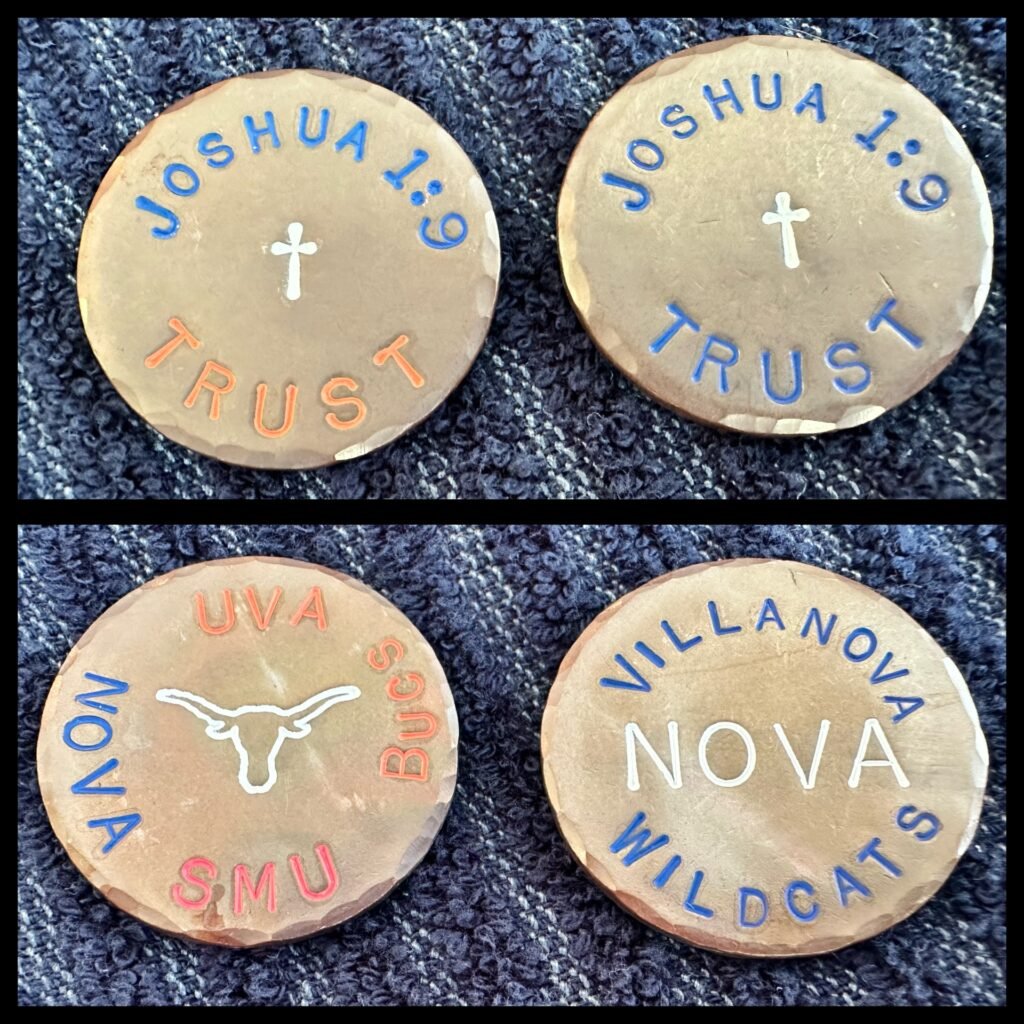 JOSHUA 1:9
TRUST
JOSHUA 1:9
TRUST
UVA
BUCS
SMU
NOVA
VILLANOVA
NOVA
WILDCATS